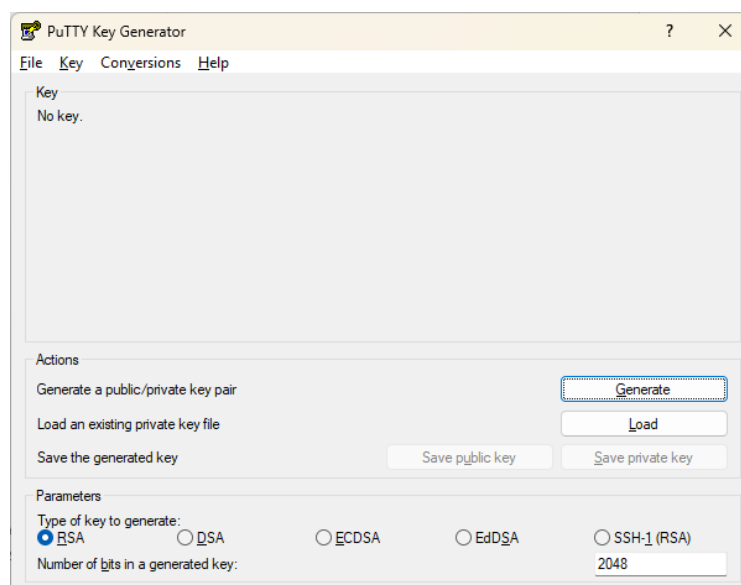 PuTTY Key Generator ?
File Key Conversions Help
Key
No key.
Actions
Generate a public/private key pair Generate
Load an existing private key file Load
Save the generated key Save public key Save private key
Parameters
Type of key to generate:
RSA DSA ECDSA EdDSA SSH-1 (RSA)
Number of bits in a generated key: 2048